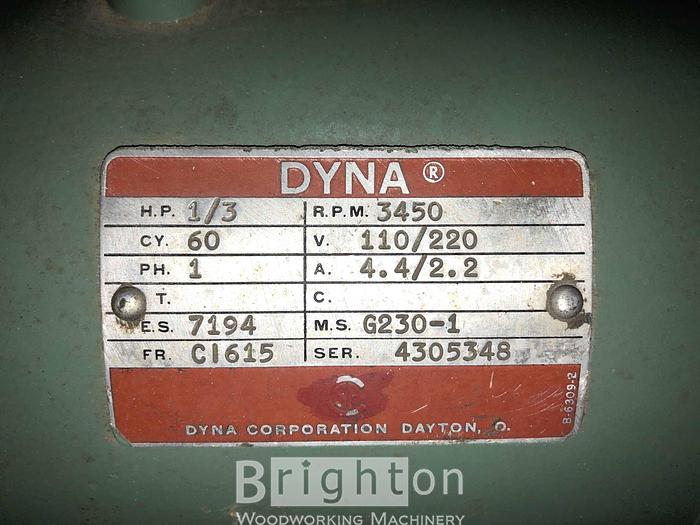 DYNA ®
H.P. 1/3 R.P.M. 3450
CY. 60 V. 110/220
PH. 1 A. 4.4/2.2
T. C.
E.S. 7194 M.S. G230-1
FR. C1615 SER. 4305348
DYNA CORPORATION DAYTON, O.
B-6309-2
Brighton
WOODWORKING MACHINERY